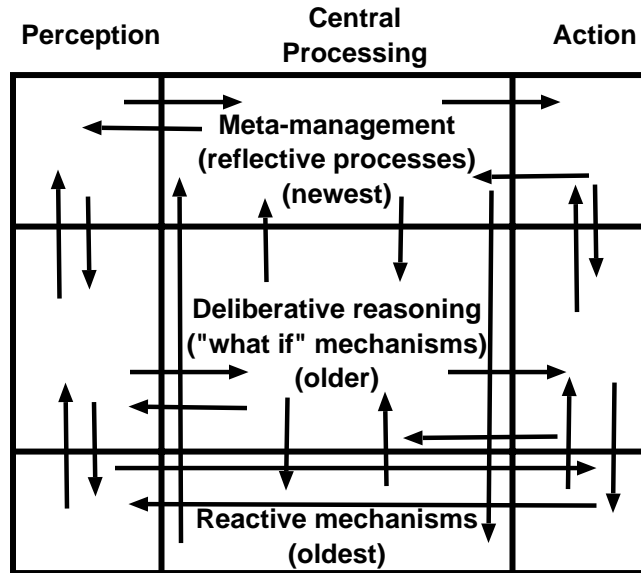 Perception
Central
Processing
Action
Meta-management
(reflective processes)
(newest)
Deliberative reasoning
("what if" mechanisms)
(older)
Reactive mechanisms
(oldest)